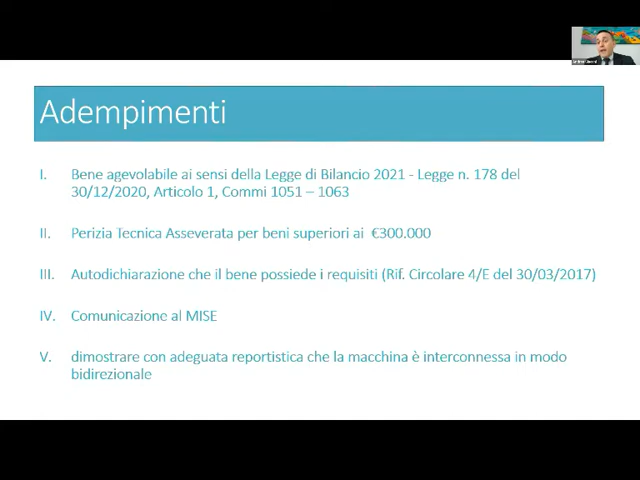 Adempimenti
I. Bene agevolabile ai sensi della Legge di Bilancio 2021 - Legge n. 178 del
30/12/2020, Articolo 1, Commi 1051 – 1063
II. Perizia Tecnica Asseverata per beni superiori ai €300.000
III. Autodichiarazione che il bene possiede i requisiti (Rif. Circolare 4/E del 30/03/2017)
IV. Comunicazione al MISE
V. dimostrare con adeguata reportistica che la macchina è interconnessa in modo
bidirezionale